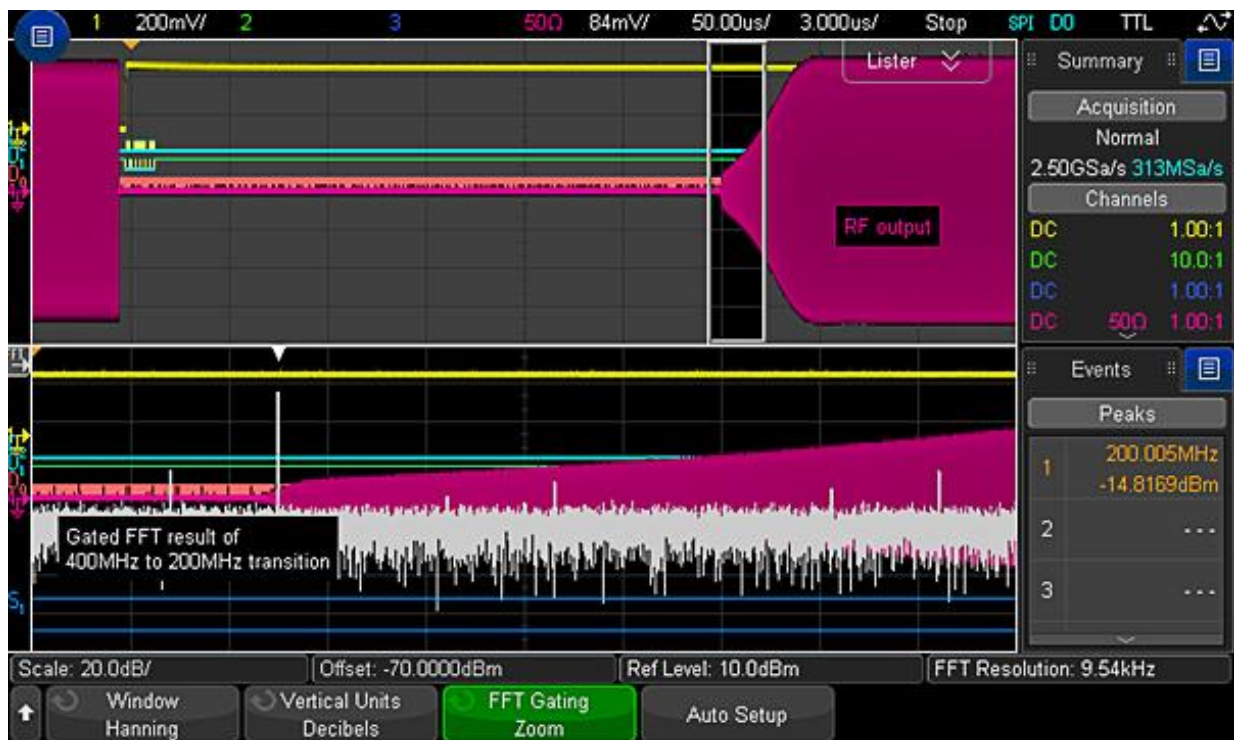 1 200mV/ 2 3 50Ω 84mV/ 50.00us/ 3.000us/ Stop SPI D0 TTL
Lister
Summary
Acquisition
Normal
2.50GSa/s 313MSa/s
Channels
DC 1.00:1
DC 10.0:1
DC 1.00:1
DC 50Ω 1.00:1
RF output
Events
Peaks
1 200.005MHz
-14.8169dBm
2 ---
3 ---
Gated FFT result of
400MHz to 200MHz transition
S1
Scale: 20.0dB/ Offset: -70.0000dBm Ref Level: 10.0dBm FFT Resolution: 9.54kHz
Window
Hanning
Vertical Units
Decibels
FFT Gating
Zoom
Auto Setup